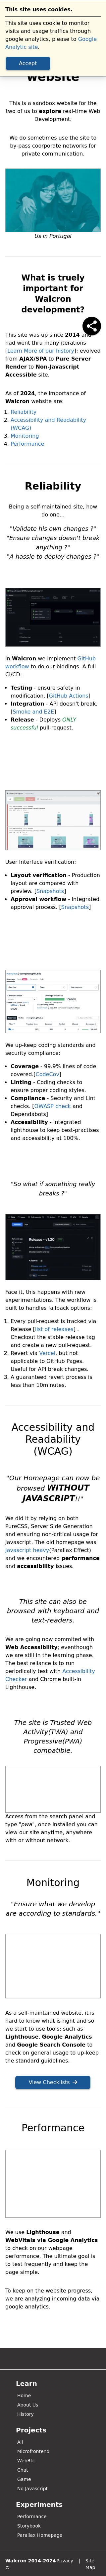 This site uses cookies.
This site uses cookie to monitor
visits and usage traffics through
google analytics, please go to Google
Analytic site.
Accept
website
This is a sandbox website for the
of us to explore more Web
Development.
We do sometimes use the site to
by-pass corporate networks for
private communication.
Us in Portugal
What is truely
important for
Walcron
development?
This site was up since 2014
and went thru many iterations
[Learn More of our history]; evolved
from AJAX/SPA to Pure Server
Render to Non-Javascript
Accessible site.
As of 2024, the importance of
Walcron website are:
1. Reliability
2. Accessibility and Readability
(WCAG)
3. Monitoring
4. Performance
Reliability
Being a self-maintained site, how
do one...
"Validate his own changes ?"
"Ensure changes doesn't break
anything ?"
"A hassle to deploy changes ?"
In Walcron we implement GitHub
workflow to do our biddings. A full
CI/CD:
• Testing - ensure safety in
modification. [GitHub Actions]
• Integration - API doesn't break.
[Smoke and E2E]
• Release - Deploys ONLY
successful pull-request.
User Interface verification:
• Layout verification - Production
layout are compared with
preview. [Snapshots]
• Approval workflow - Integrated
approval process. [Snapshots]
We up-keep coding standards and
security compliances:
• Coverage - 99.9% lines of code
covered.[CodeCov]
• Linting - Coding checks to
ensure proper coding styles.
• Compliance - Security and Lint
checks. [OWASP check and
Dependabots]
• Accessibility - Integrated
lighthouse to keep best-practises
and accessibility at 100%.
"So what if something really
breaks ?"
Release – v1.20
Face it, this happens with new
experimentations. The workflow is
built to handles fallback options:
1. Every pull-request provided via
Release [list of releases] .
Checkout the stable release tag
and create a new pull-request.
2. Revert via Vercel, but not
applicable to GitHub Pages.
Useful for API break changes.
3. A guaranteed revert process is
less than 10minutes.
Accessibility and
Readability
(WCAG)
"Our Homepage can now be
browsed WITHOUT
JAVASCRIPT!!"
We did it by relying on both
PureCSS, Server Side Generation
and ensuring non-critical usage for
Javascript. The old homepage was
Javascript heavy(Parallax Effect)
and we encountered performance
and accessibility issues.
This site can also be
browsed with keyboard and
text-readers.
We are going now committed with
Web Accessibility, eventhough
we are still in the learning phase.
The least there is to run
periodically test with Accessibility
Checker and Chrome built-in
Lighthouse.
The site is Trusted Web
Activity(TWA) and
Progressive(PWA)
compatible.
Access from the search panel and
type "pwa", once installed you can
view our site anytime, anywhere
with or without network.
Monitoring
"Ensure what we develop
are according to standards."
As a self-maintained website, it is
hard to know what is right and so
we start to use tools; such as
Lighthouse, Google Analytics
and Google Search Console to
check on general usage to up-keep
to the standard guidelines.
View Checklists →
Performance
We use Lighthouse and
WebVitals via Google Analytics
to check on our webpage
performance. The ultimate goal is
to test frequently and keep the
page simple.
To keep on the website progress,
we are analyzing incoming data via
google analytics.
Learn
Home
About Us
History
Projects
All
Microfrontend
WebRtc
Chat
Game
No Javascript
Experiments
Performance
Storybook
Parallax Homepage
Walcron 2014-2024
©
Privacy | Site
Map